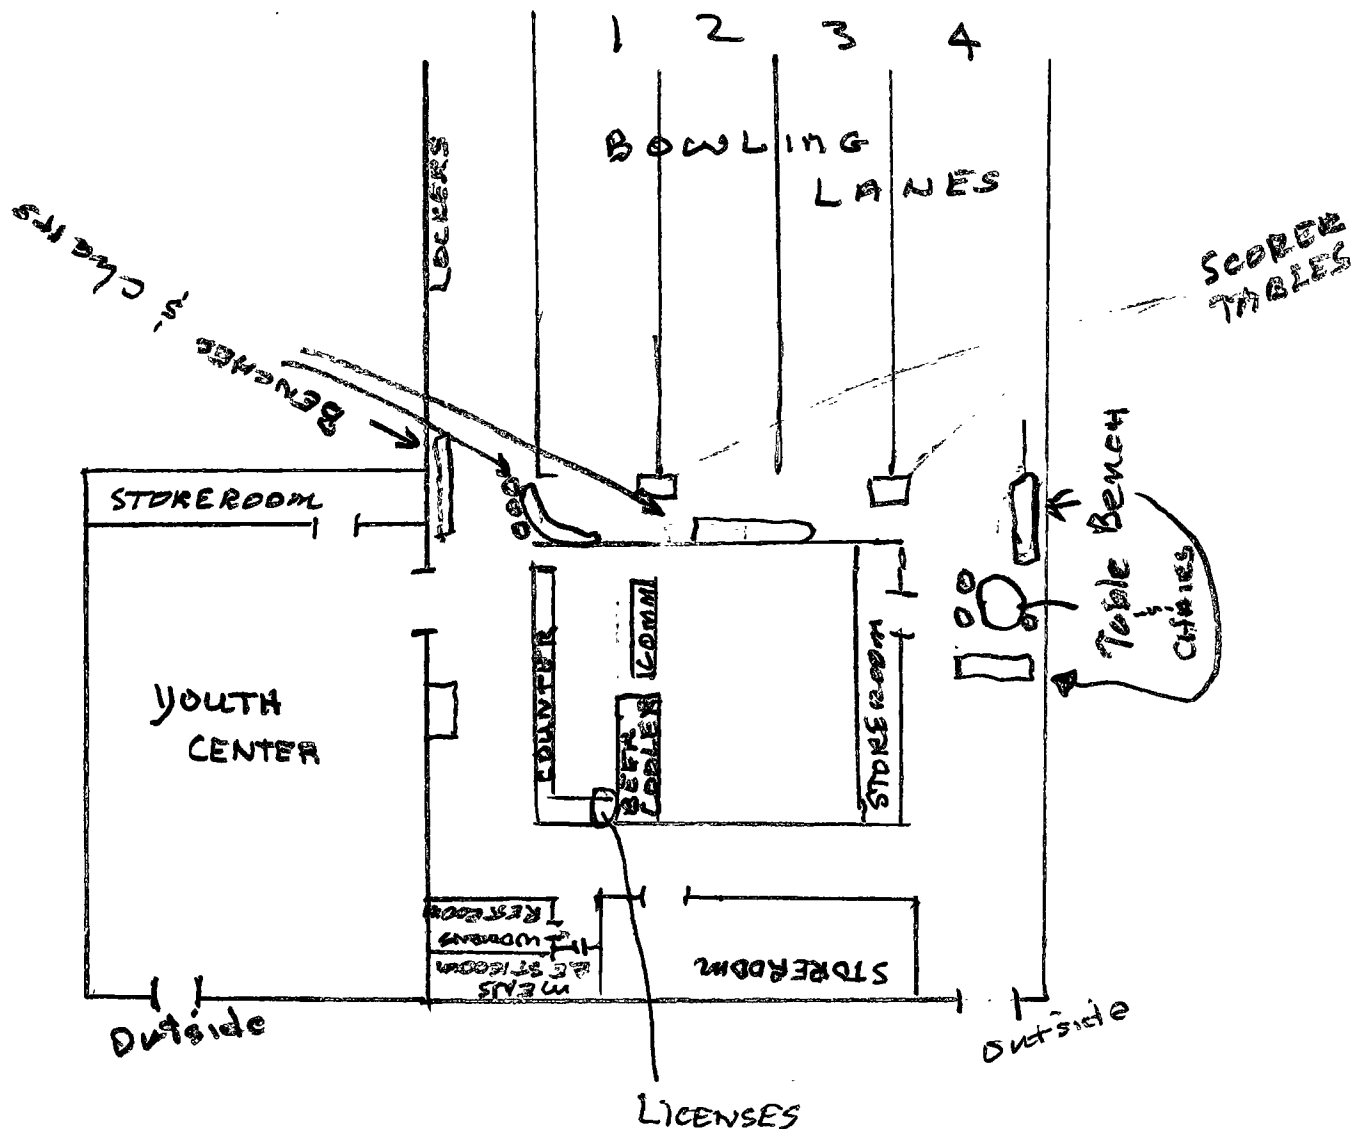 1 2 3 4
BOWLING
LANES
LOCKERS
SCORER
TABLES
BENCHES & CHAIRS
STOREROOM
Bench
Table
&
CHAIRS
COUNTER
COMM
BEER
COOLER
STOREROOM
YOUTH
CENTER
WOMENS
RESTROOM
MENS
RESTROOM
STOREROOM
Outside
Outside
LICENSES